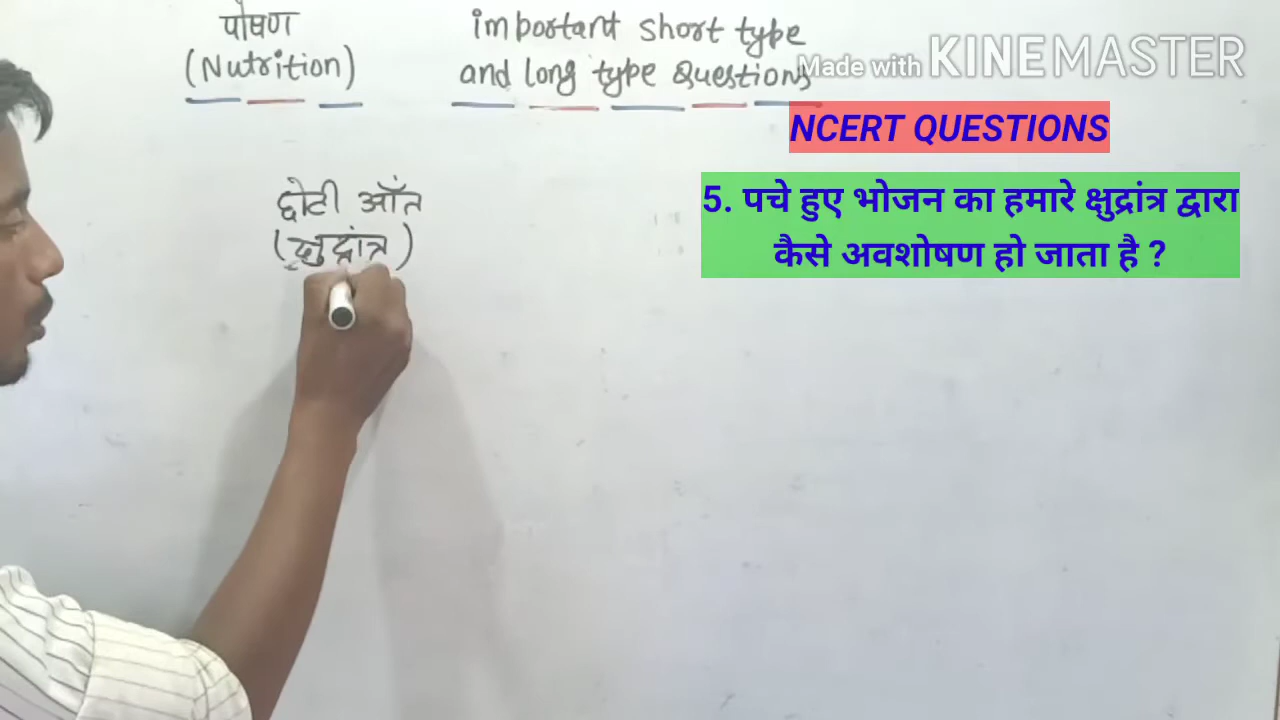 पोषण
(Nutrition)
important short type
and long type Questions
Made with KINEMASTER
NCERT QUESTIONS
5. पचे हुए भोजन का हमारे क्षुद्रांत्र द्वारा
कैसे अवशोषण हो जाता है ?
छोटी आँत
(क्षुद्रांत्र)